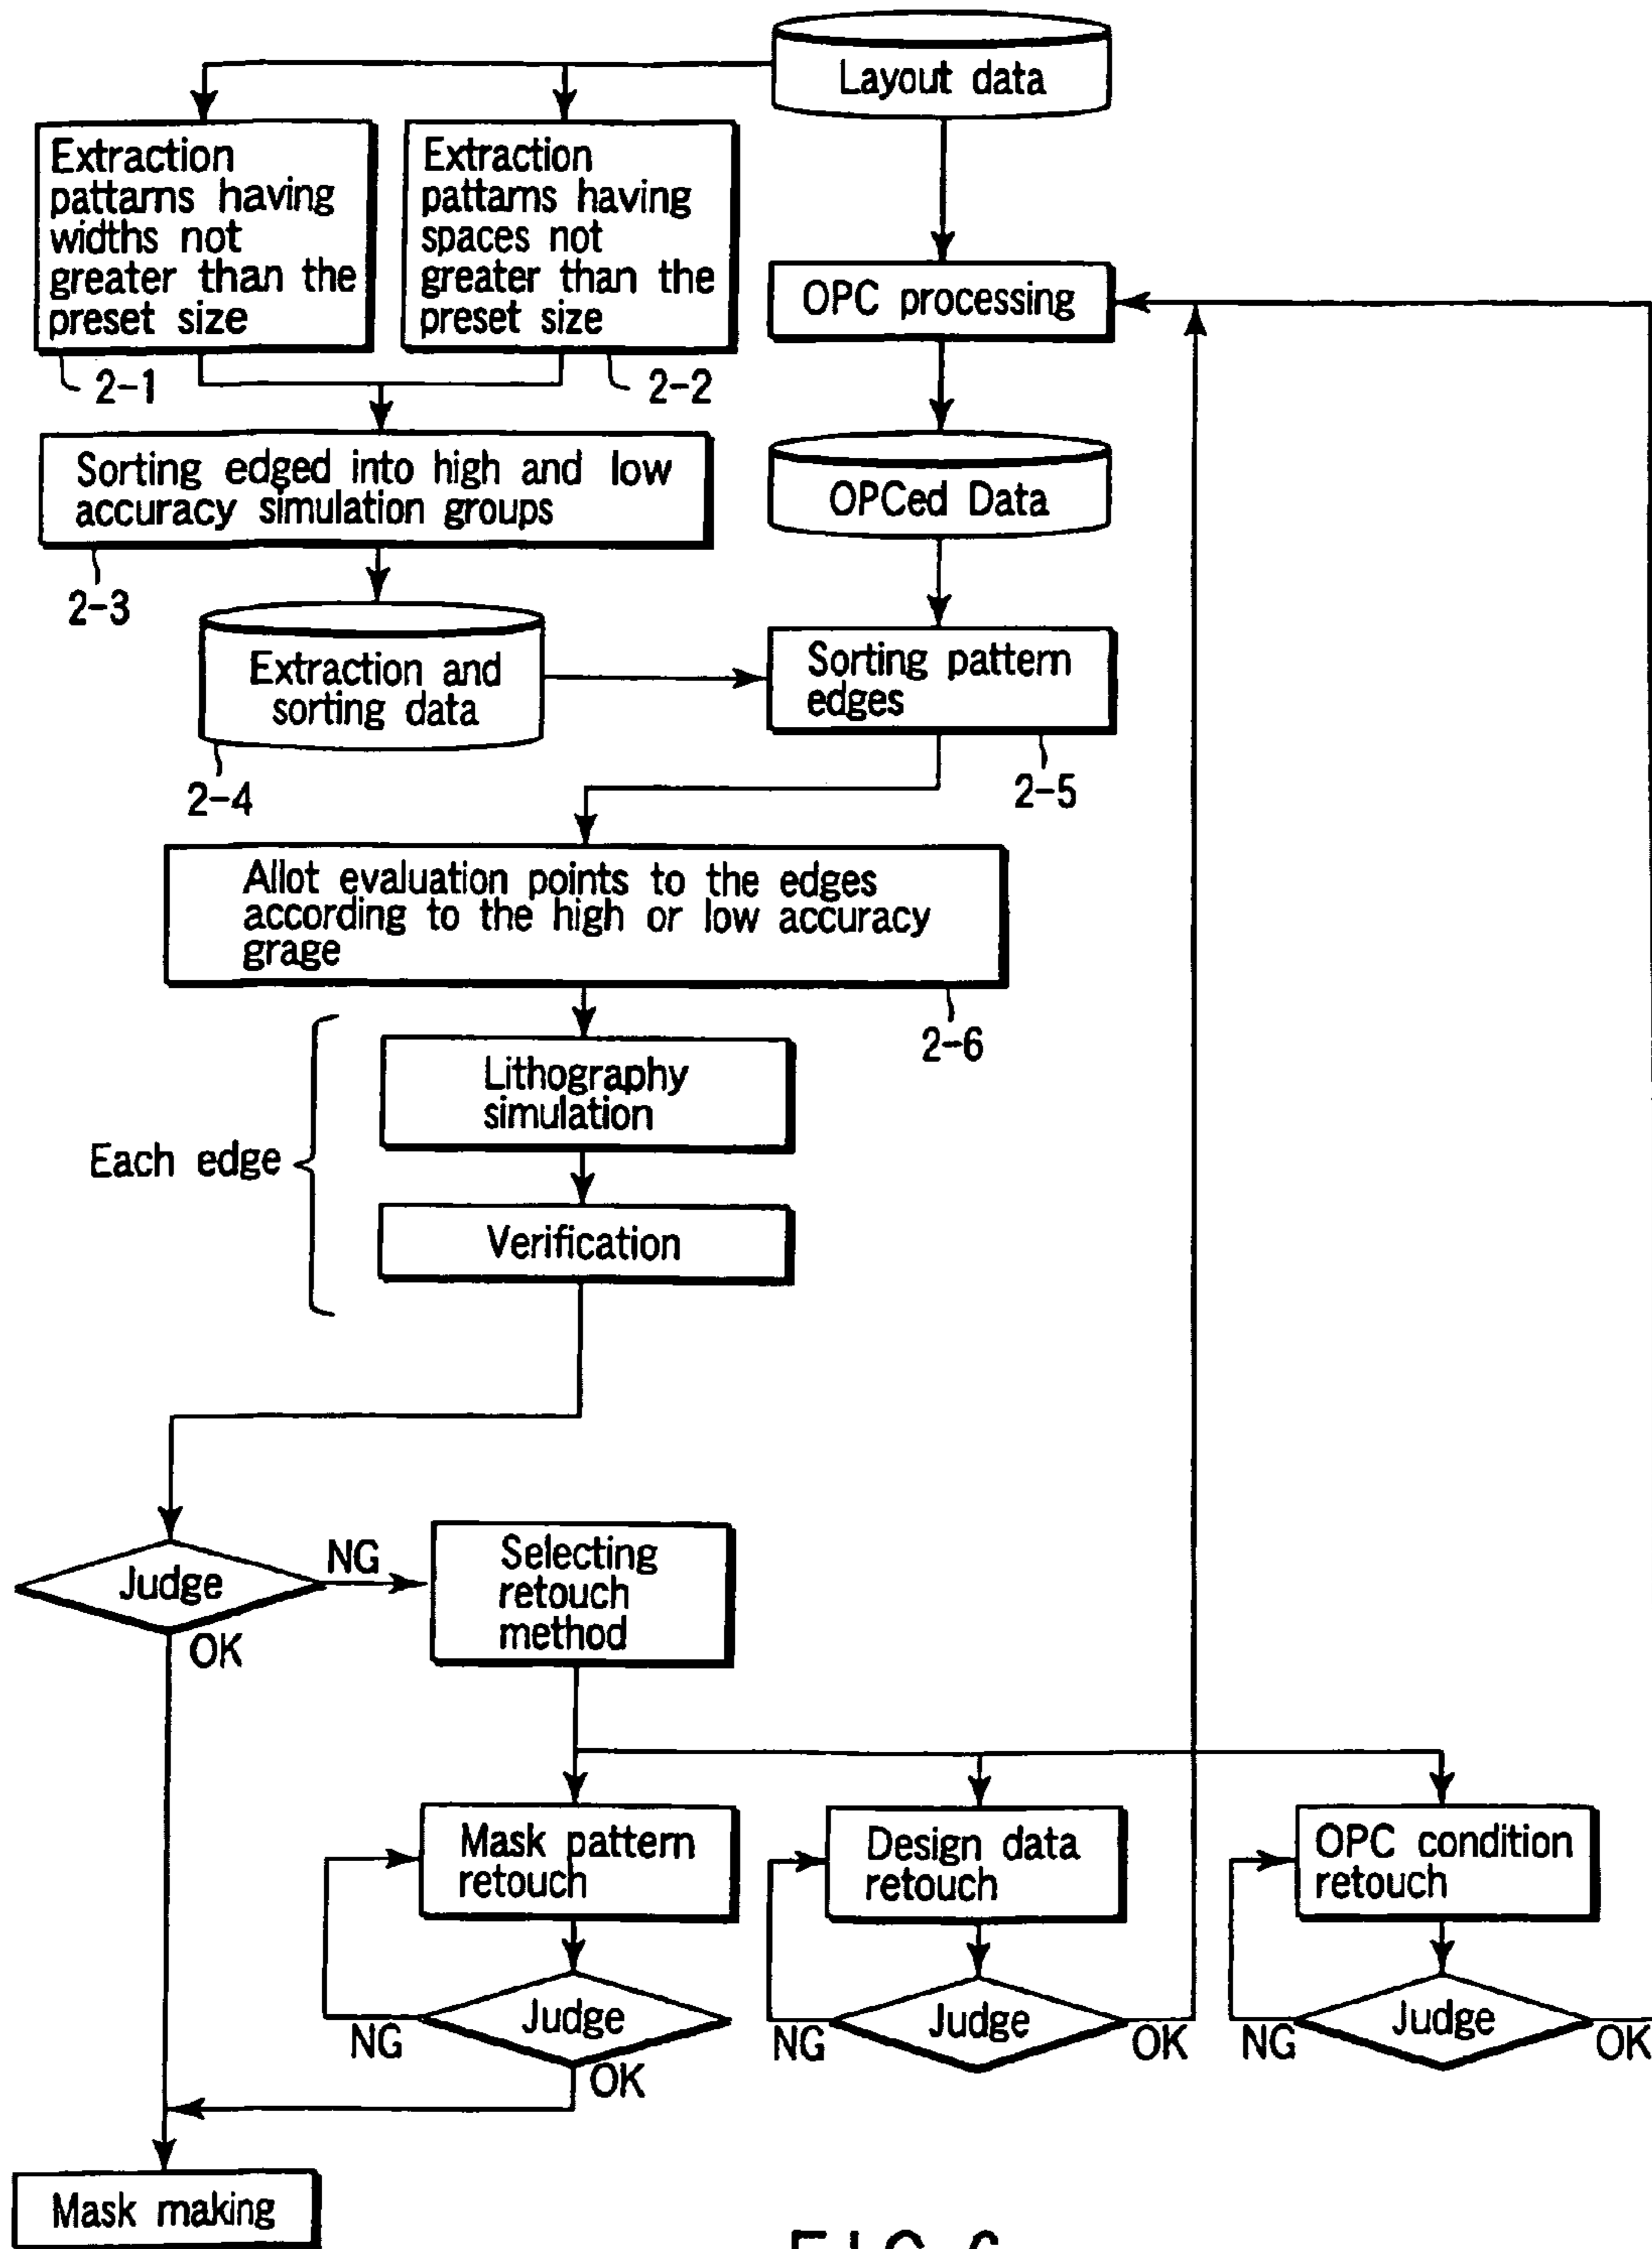 Layout data
Extraction
pattarns having
widths not
greater than the
preset size
2-1
Extraction
pattarns having
spaces not
greater than the
preset size
2-2
OPC processing
Sorting edged into high and low
accuracy simulation groups
2-3
OPCed Data
Extraction and
sorting data
2-4
Sorting pattern
edges
2-5
Allot evaluation points to the edges
according to the high or low accuracy
grage
2-6
Each edge
Lithography
simulation
Verification
Judge
NG
OK
Selecting
retouch
method
Mask pattern
retouch
Design data
retouch
OPC condition
retouch
Judge
NG
OK
Judge
NG
OK
Judge
NG
OK
Mask making
FIG. 6